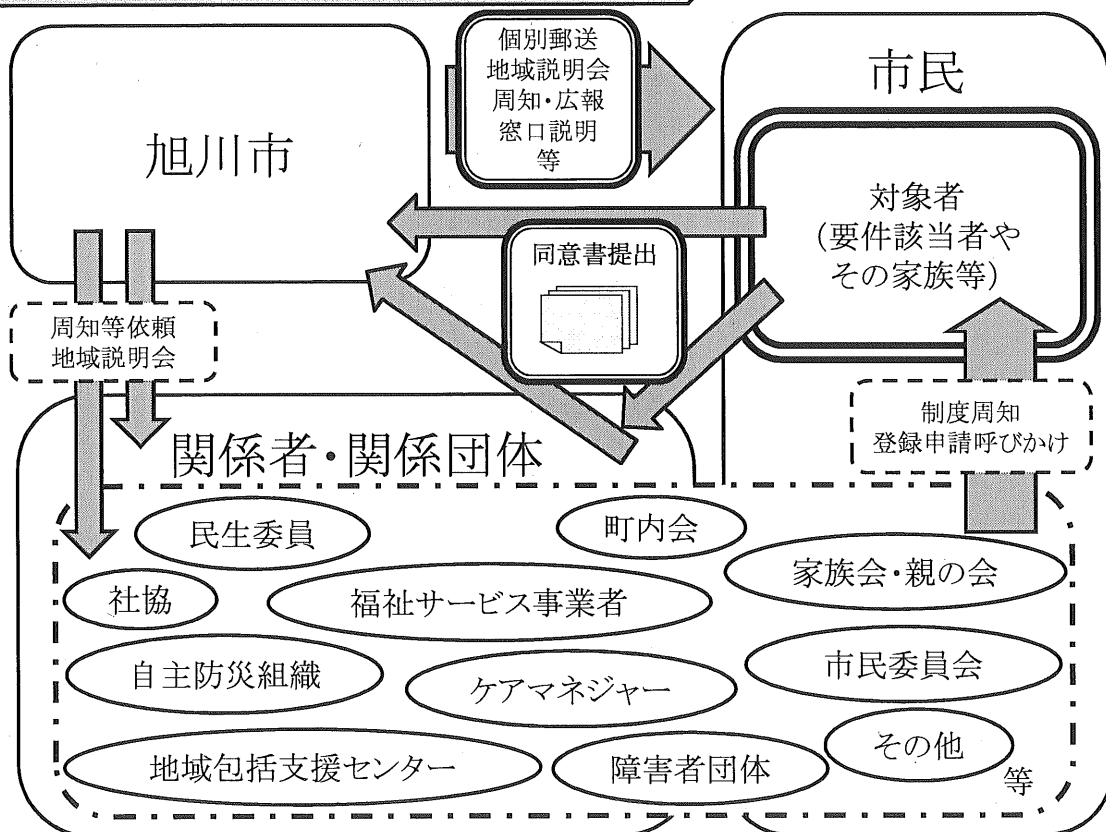 個別郵送
地域説明会
周知・広報
窓口説明
等
市民
旭川市
対象者
(要件該当者や
その家族等)
同意書提出
周知等依頼
地域説明会
制度周知
登録申請呼びかけ
関係者・関係団体
民生委員
町内会
家族会・親の会
社協
福祉サービス事業者
自主防災組織
ケアマネジャー
市民委員会
地域包括支援センター
障害者団体
その他
等